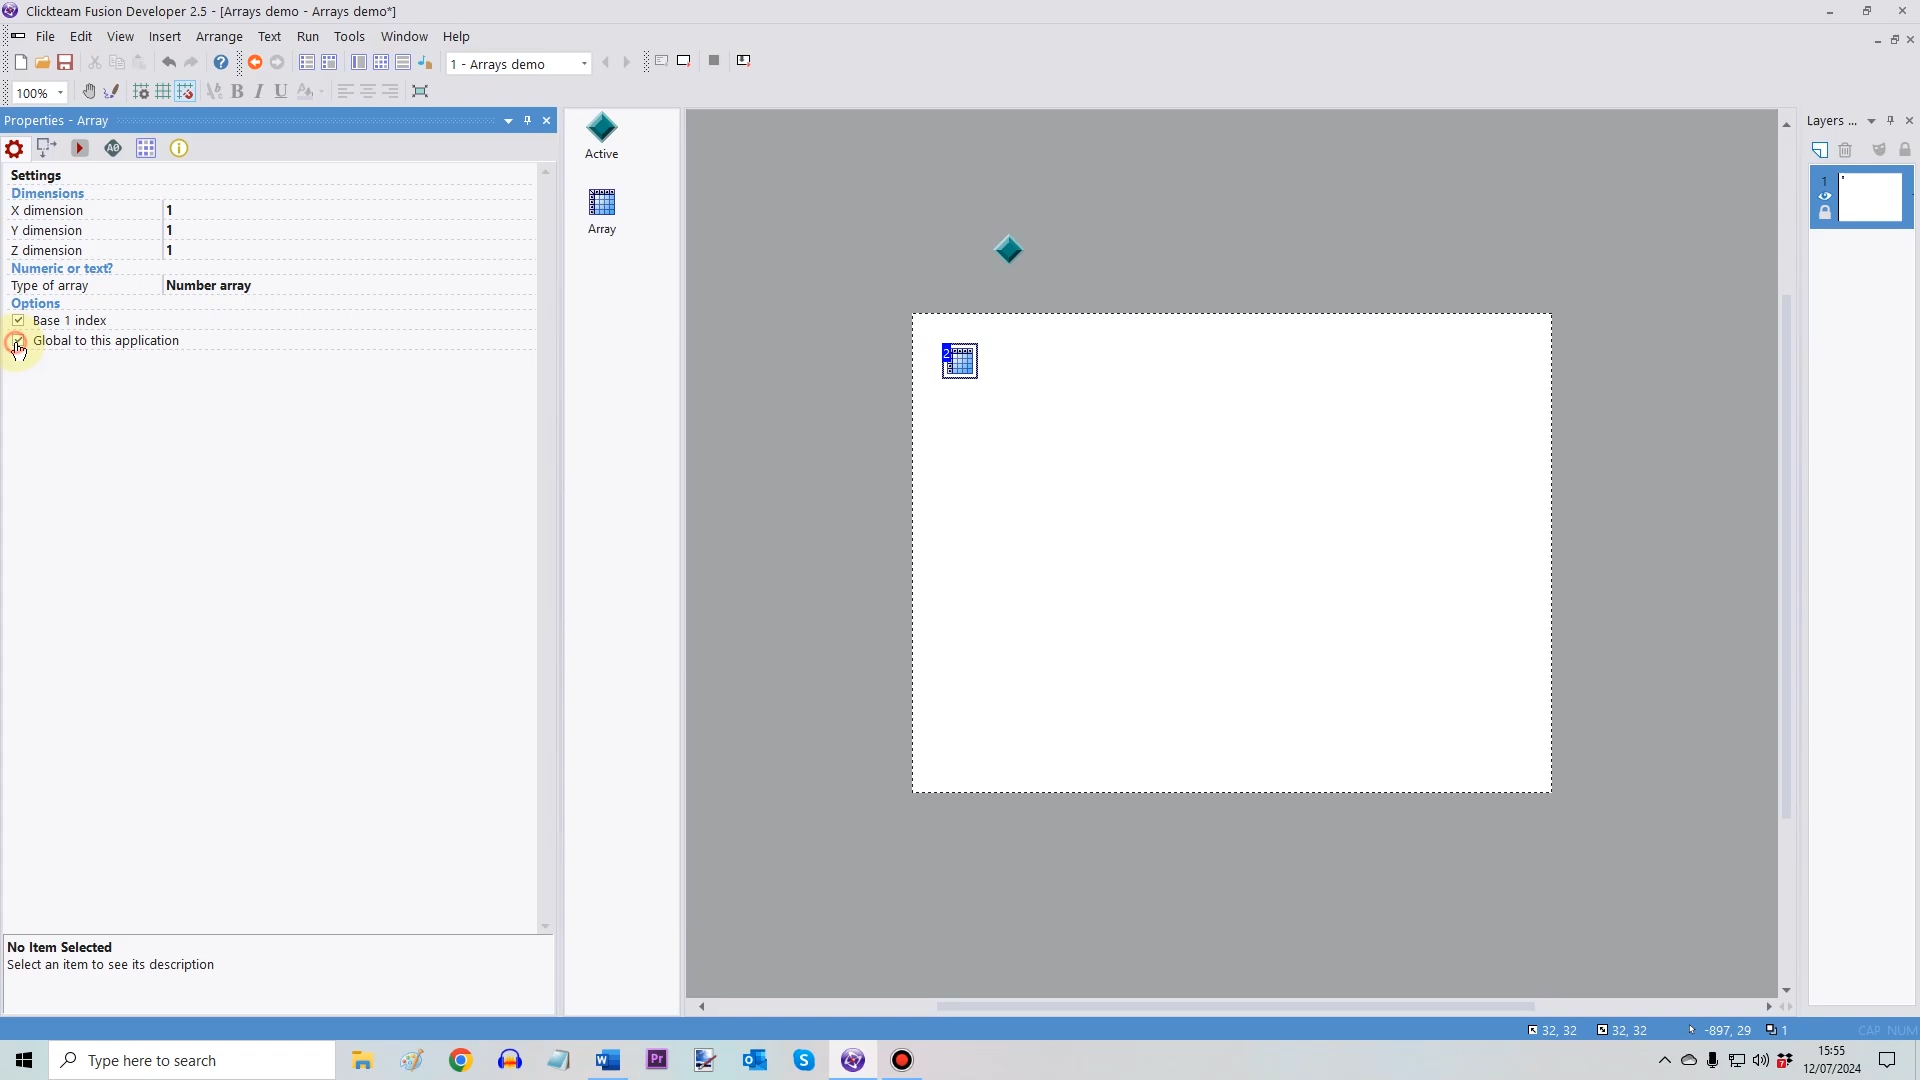 Clickteam Fusion Developer 2.5 - [Arrays demo - Arrays demo*]
File Edit View Insert Arrange Text Run Tools Window Help
1 - Arrays demo
100%
Properties - Array
Settings
Dimensions
X dimension 1
Y dimension 1
Z dimension 1
Numeric or text?
Type of array Number array
Options
Base 1 index
Global to this application
No Item Selected
Select an item to see its description
Active
Array
2
Layers ...
1
32, 32 32, 32 -897, 29 1 CAP NUM
Type here to search
15:55
12/07/2024